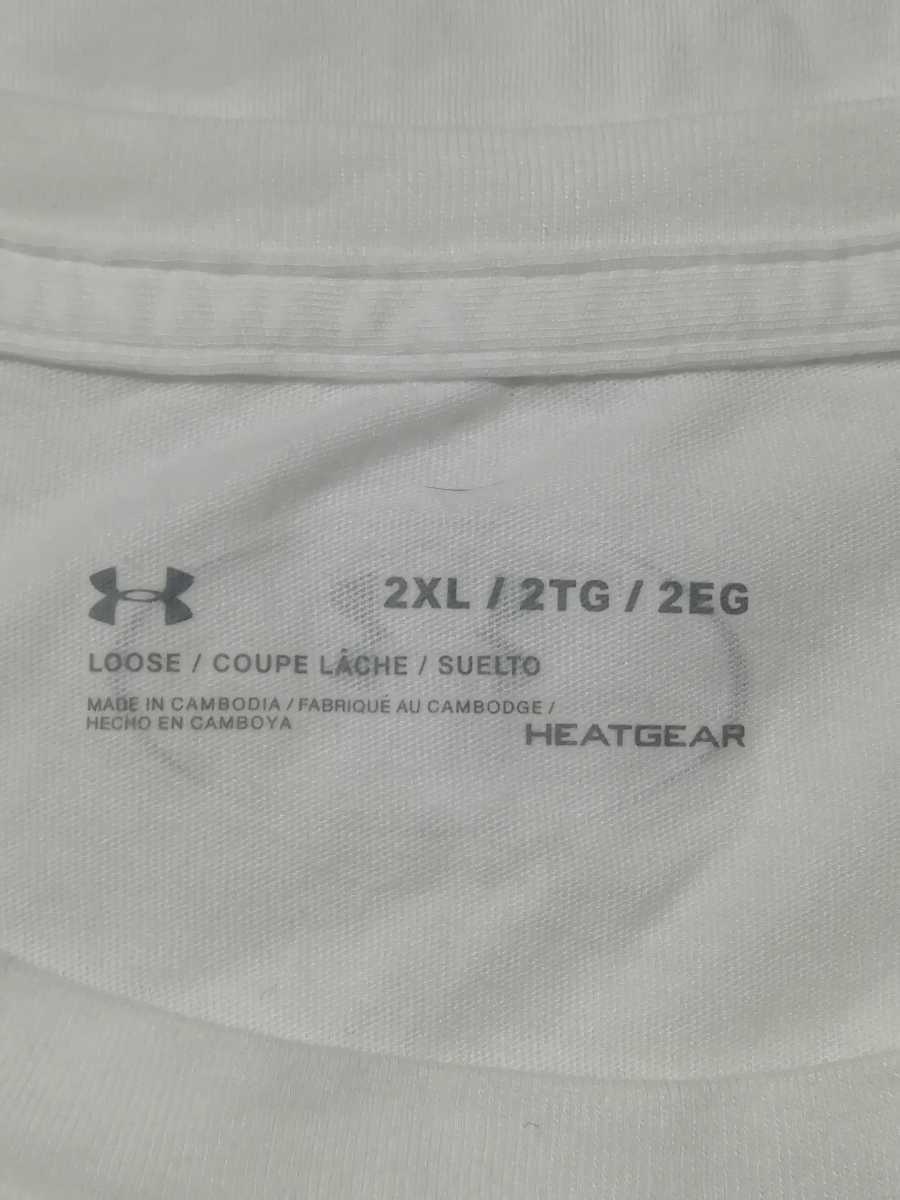 2XL / 2TG / 2EG
LOOSE / COUPE LÂCHE / SUELTO
MADE IN CAMBODIA / FABRIQUÉ AU CAMBODGE /
HECHO EN CAMBOYA
HEATGEAR